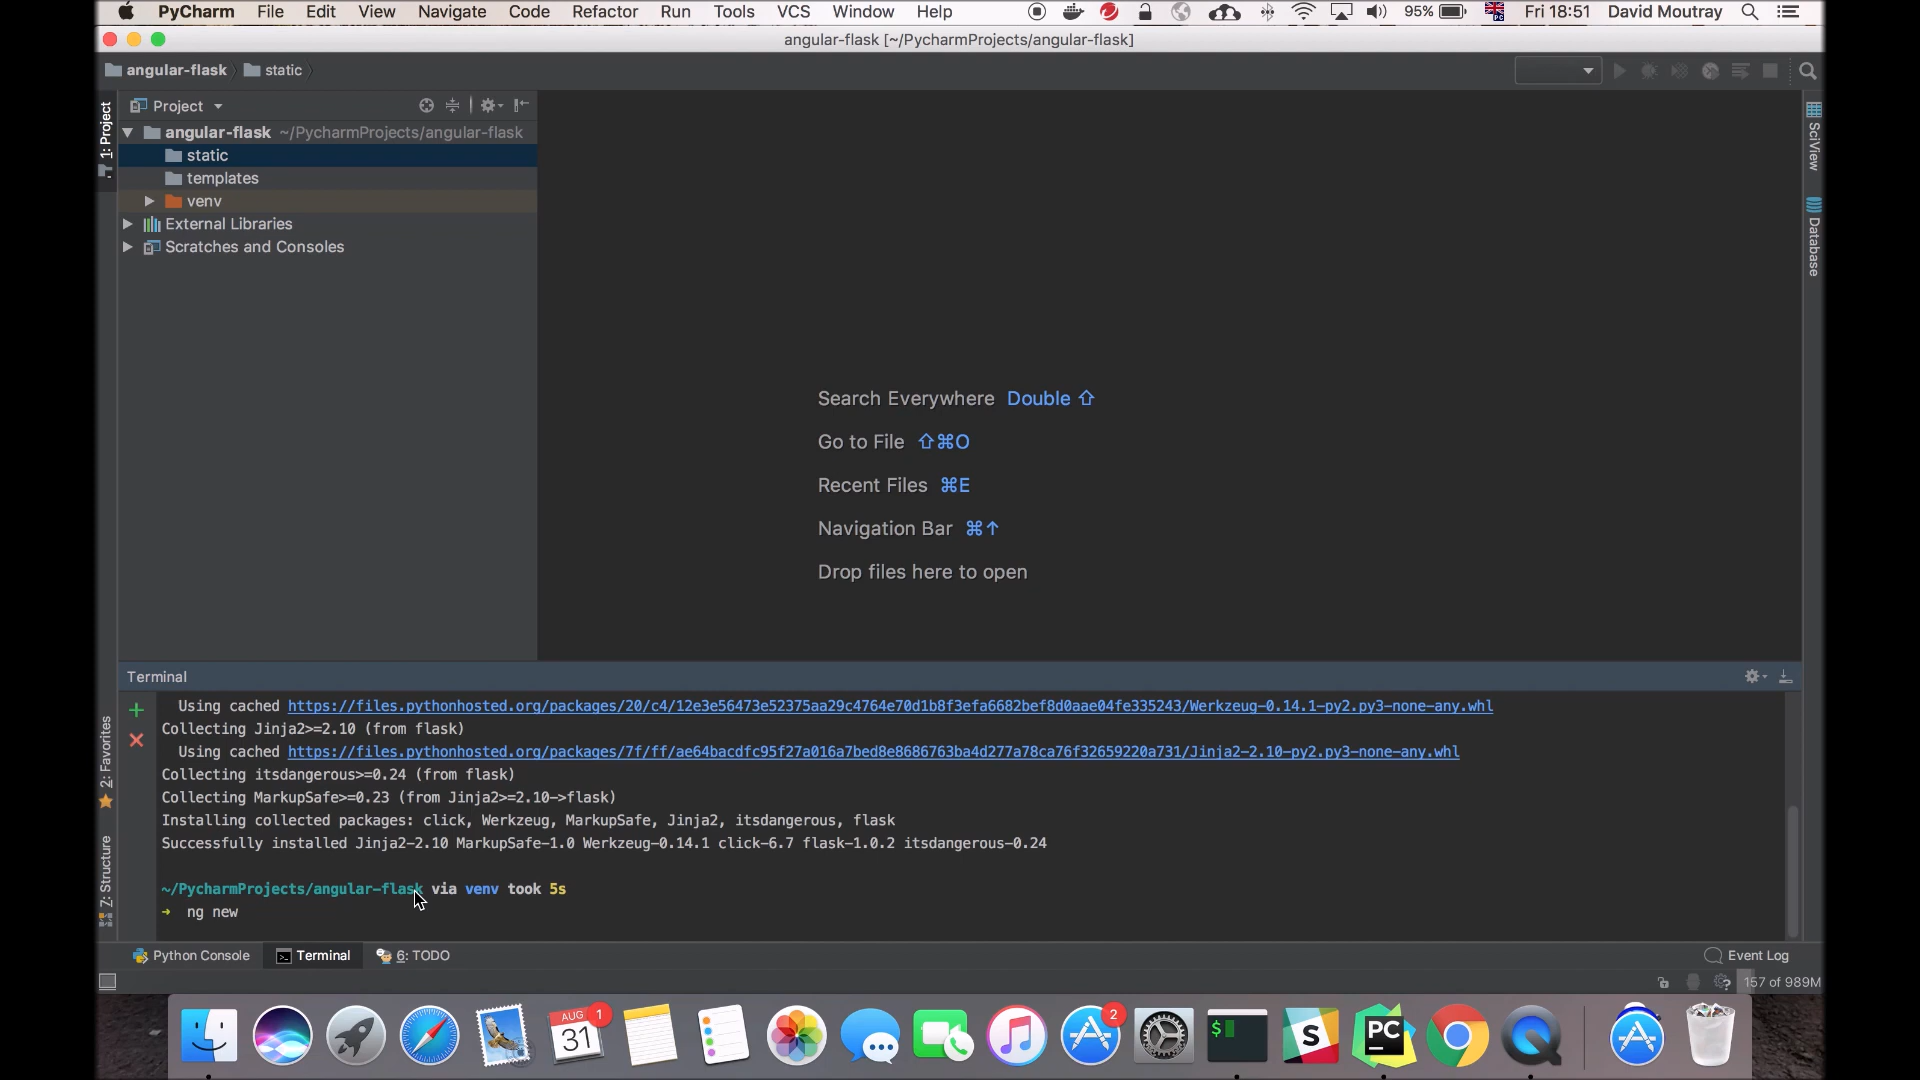 PyCharm File Edit View Navigate Code Refactor Run Tools VCS Window Help 95% Fri 18:51 David Moutray
angular-flask [~/PycharmProjects/angular-flask]
angular-flask static
1: Project
Project
angular-flask ~/PycharmProjects/angular-flask
static
templates
venv
External Libraries
Scratches and Consoles
SciView
Database
Search Everywhere Double ⇧
Go to File ⇧⌘O
Recent Files ⌘E
Navigation Bar ⌘↑
Drop files here to open
Terminal
2: Favorites
7: Structure
Using cached https://files.pythonhosted.org/packages/20/c4/12e3e56473e52375aa29c4764e70d1b8f3efa6682bef8d0aae04fe335243/Werkzeug-0.14.1-py2.py3-none-any.whl
Collecting Jinja2>=2.10 (from flask)
Using cached https://files.pythonhosted.org/packages/7f/ff/ae64bacdfc95f27a016a7bed8e8686763ba4d277a78ca76f32659220a731/Jinja2-2.10-py2.py3-none-any.whl
Collecting itsdangerous>=0.24 (from flask)
Collecting MarkupSafe>=0.23 (from Jinja2>=2.10->flask)
Installing collected packages: click, Werkzeug, MarkupSafe, Jinja2, itsdangerous, flask
Successfully installed Jinja2-2.10 MarkupSafe-1.0 Werkzeug-0.14.1 click-6.7 flask-1.0.2 itsdangerous-0.24
~/PycharmProjects/angular-flask via venv took 5s
➜ ng new
Python Console Terminal 6: TODO Event Log
157 of 989M
AUG 31 1
2
$
S
PC